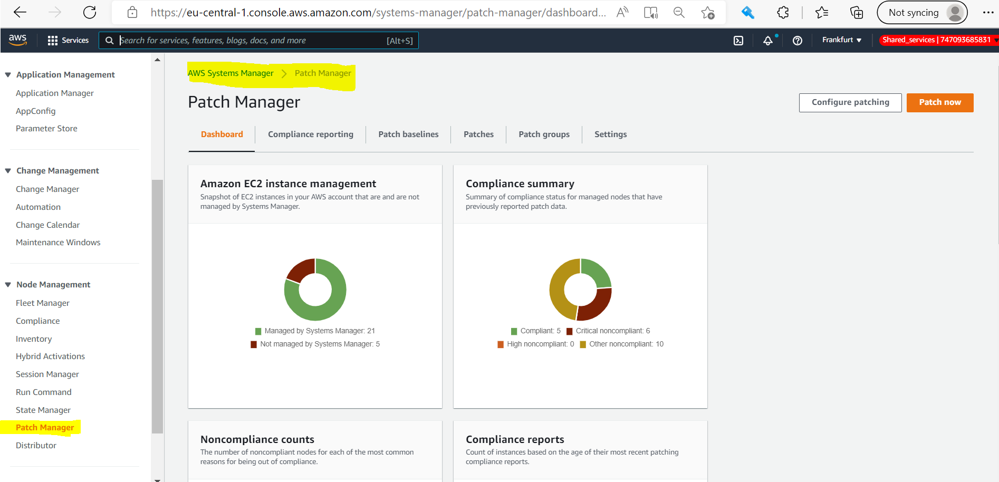 https://eu-central-1.console.aws.amazon.com/systems-manager/patch-manager/dashboard...
Not syncing
aws
Services
Search for services, features, blogs, docs, and more
[Alt+S]
Frankfurt
Shared_services | 747093685831
Application Management
Application Manager
AppConfig
Parameter Store
Change Management
Change Manager
Automation
Change Calendar
Maintenance Windows
Node Management
Fleet Manager
Compliance
Inventory
Hybrid Activations
Session Manager
Run Command
State Manager
Patch Manager
Distributor
AWS Systems Manager > Patch Manager
Patch Manager
Configure patching
Patch now
Dashboard
Compliance reporting
Patch baselines
Patches
Patch groups
Settings
Amazon EC2 instance management
Snapshot of EC2 instances in your AWS account that are and are not
managed by Systems Manager.
Managed by Systems Manager: 21
Not managed by Systems Manager: 5
Compliance summary
Summary of compliance status for managed nodes that have
previously reported patch data.
Compliant: 5 Critical noncompliant: 6
High noncompliant: 0 Other noncompliant: 10
Noncompliance counts
The number of noncompliant nodes for each of the most common
reasons for being out of compliance.
Compliance reports
Count of instances based on the age of their most recent patching
compliance reports.